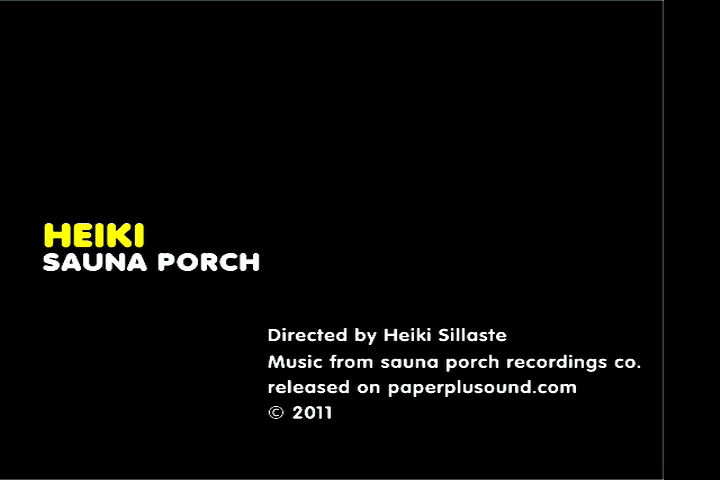 HEIKI
SAUNA PORCH
Directed by Heiki Sillaste
Music from sauna porch recordings co.
released on paperplusound.com
© 2011